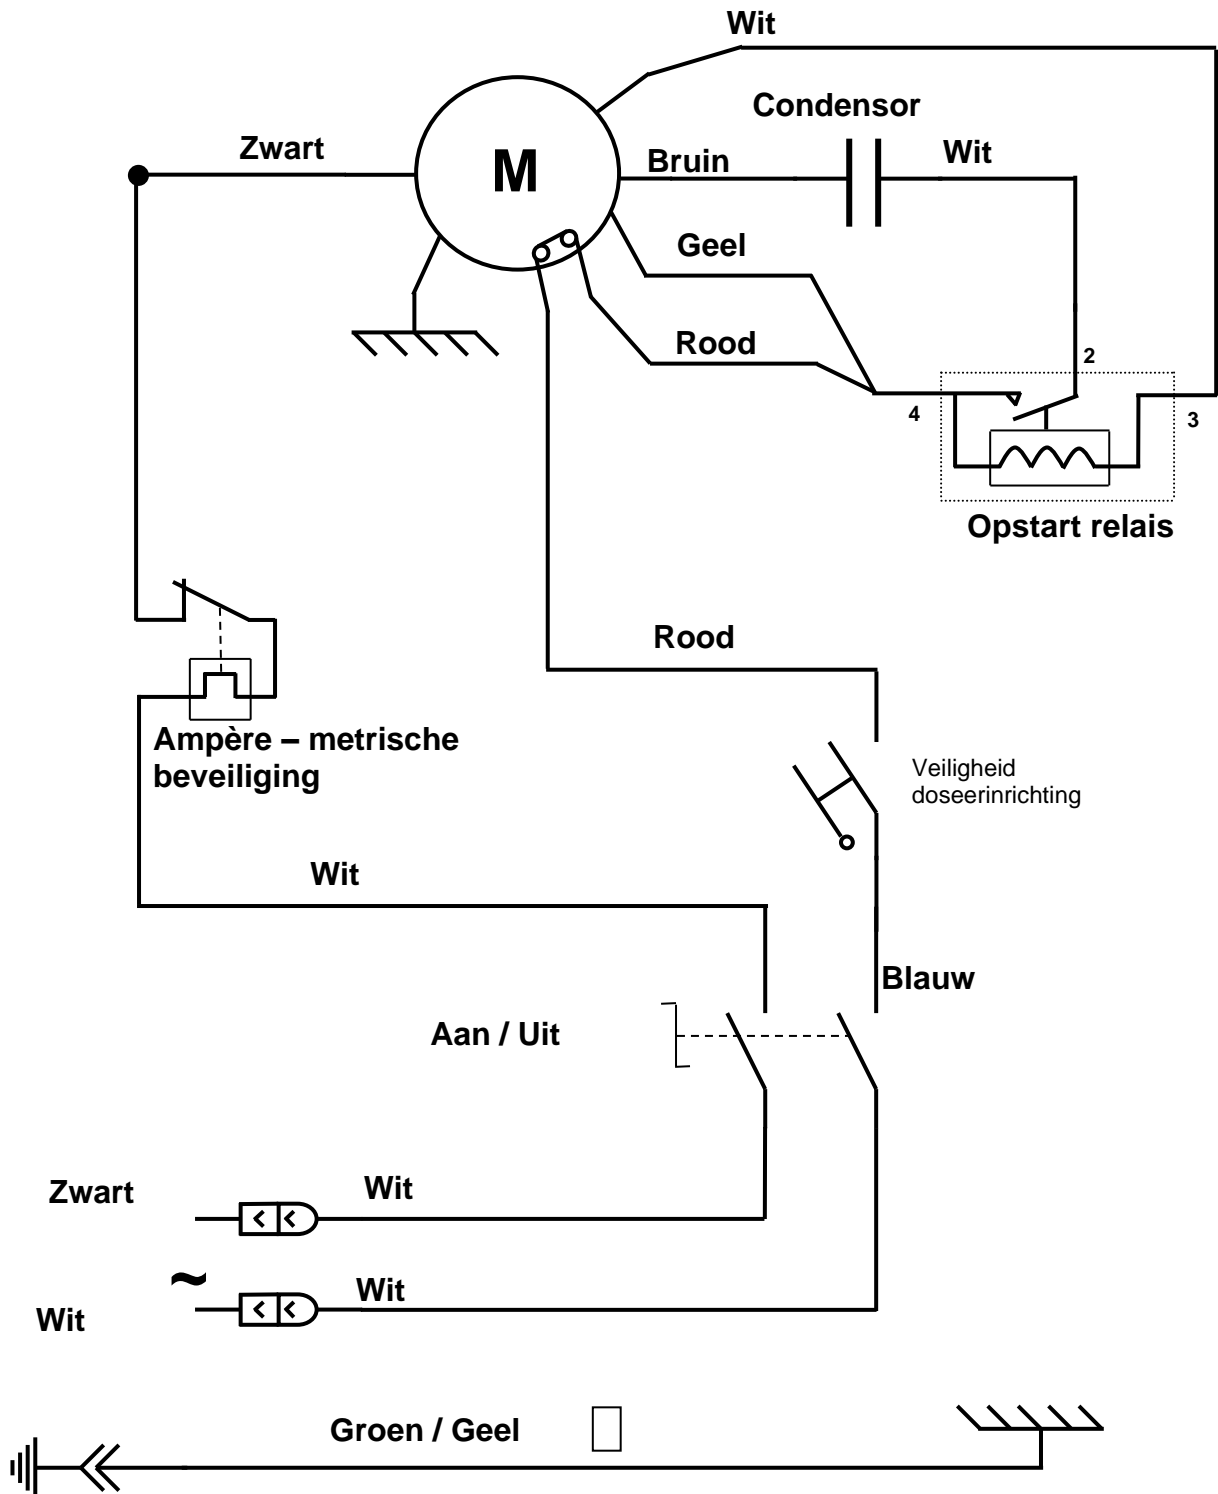 Wit
Condensor
Zwart
M
Bruin
Wit
Geel
Rood
2
4
3
Opstart relais
Rood
Ampère – metrische
beveiliging
Veiligheid
doseerinrichting
Wit
Blauw
Aan / Uit
Zwart
Wit
~
Wit
Wit
Groen / Geel